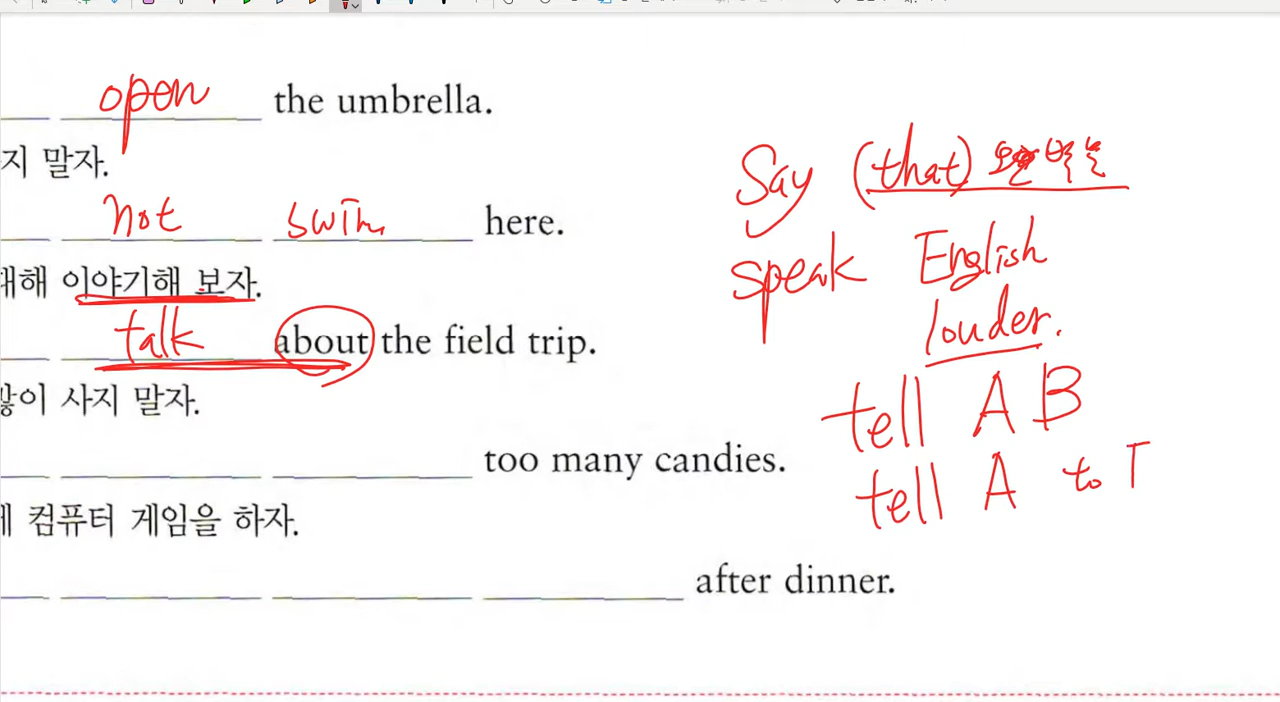 open the umbrella.
지 말자.
not swim here.
대해 이야기해 보자.
talk about the field trip.
많이 사지 말자.
too many candies.
컴퓨터 게임을 하자.
after dinner.
Say (that)
speak English
louder.
tell A B
tell A to